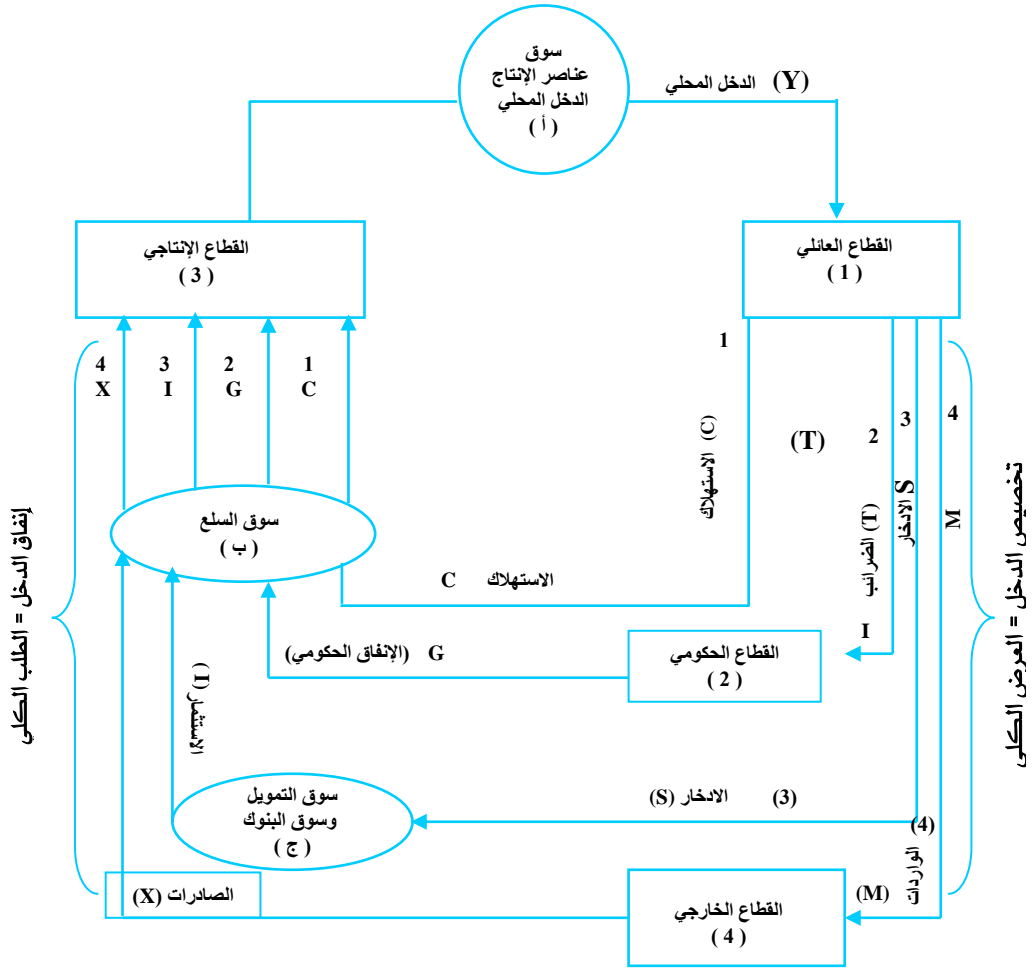 سوق
عناصر الإنتاج
الدخل المحلي
( أ )
الدخل المحلي (Y)
القطاع العائلي
( 1 )
القطاع الإنتاجي
( 3 )
1
2
3
4
4
X
3
I
2
G
1
C
الاستهلاك (C)
(T)
الضرائب (T)
الادخار S
M
I
تخصيص الدخل = العرض الكلي
إنفاق الدخل = الطلب الكلي
سوق السلع
( ب )
الاستهلاك C
القطاع الحكومي
( 2 )
G (الإنفاق الحكومي)
الإستثمار (I)
سوق التمويل
وسوق البنوك
( ج )
(3) الادخار (S)
(4)
الواردات
(M)
القطاع الخارجي
( 4 )
الصادرات (X)